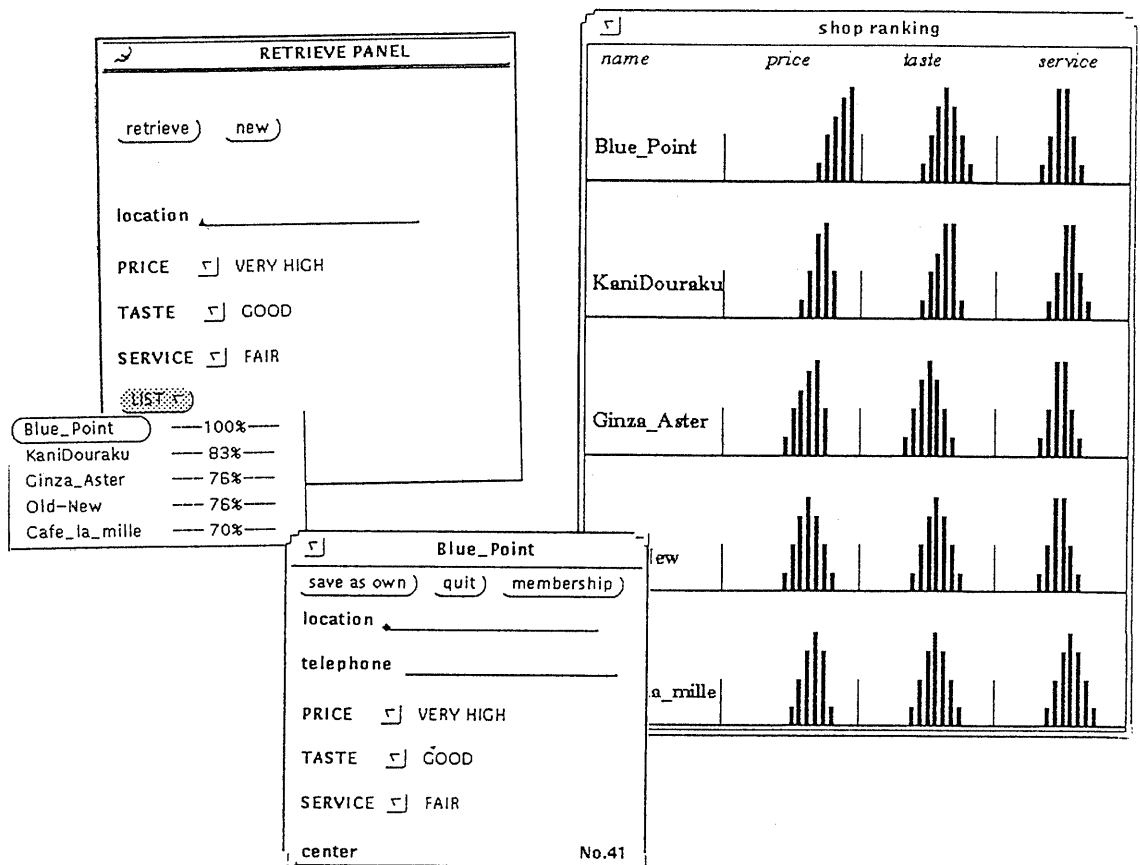 RETRIEVE PANEL
retrieve new
location
PRICE VERY HIGH
TASTE GOOD
SERVICE FAIR
LIST
Blue_Point 100%
KaniDouraku 83%
Ginza_Aster 76%
Old-New 76%
Cafe_la_mille 70%
shop ranking
name price taste service
Blue_Point
KaniDouraku
Ginza_Aster
ew
a_mille
Blue_Point
save as own quit membership
location
telephone
PRICE VERY HIGH
TASTE GOOD
SERVICE FAIR
center No.41